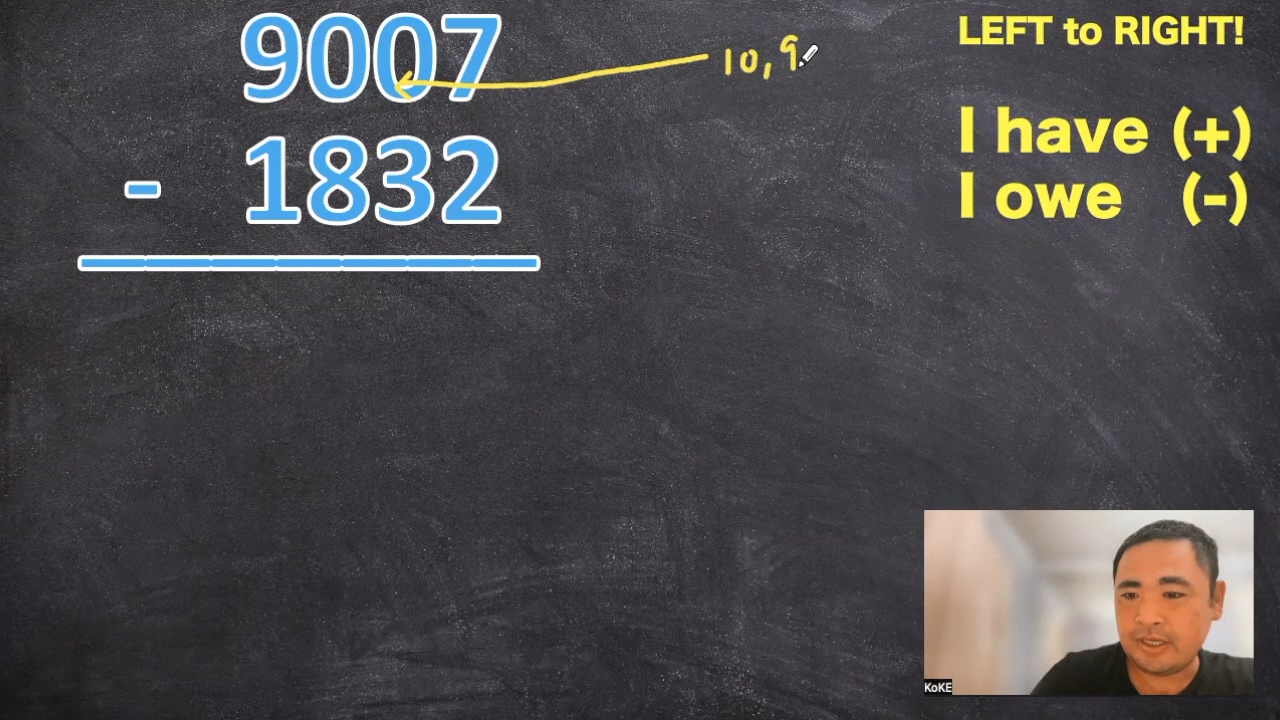 9007
10,9
- 1832
LEFT to RIGHT!
I have (+)
I owe (-)
KoKE